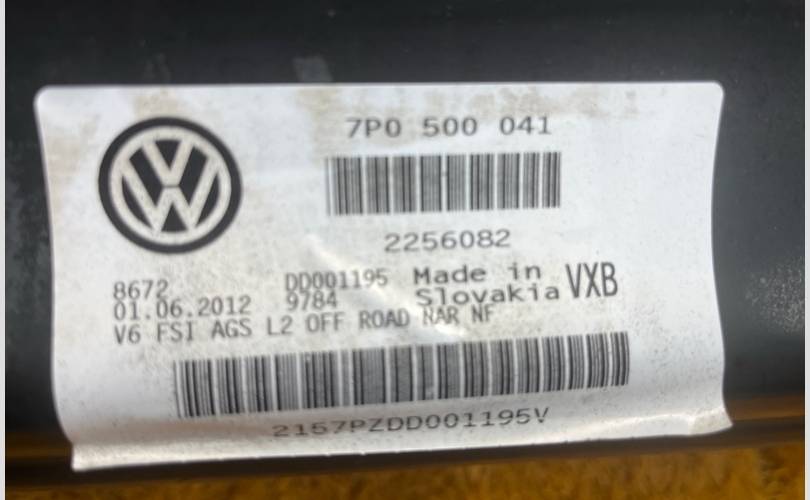 7P0 500 041
2256082
8672 DD001195 Made in VXB
01.06.2012 9784 Slovakia
V6 FSI AGS L2 OFF ROAD NAR NF
2157PZDD001195V